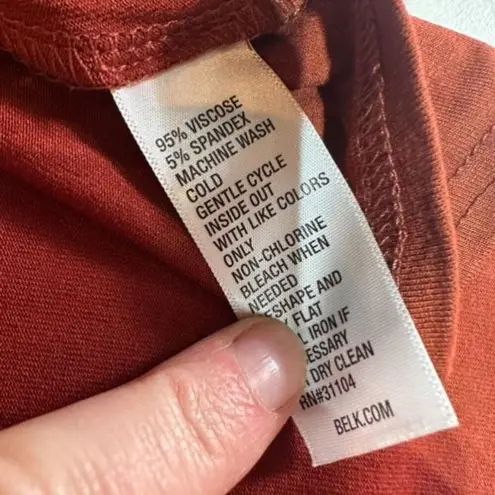 95% VISCOSE
5% SPANDEX
MACHINE WASH
COLD
GENTLE CYCLE
INSIDE OUT
WITH LIKE COLORS
ONLY
NON-CHLORINE
BLEACH WHEN
NEEDED
ESHAPE AND
FLAT
L IRON IF
ESSARY
DRY CLEAN
RN#31104
BELK.COM